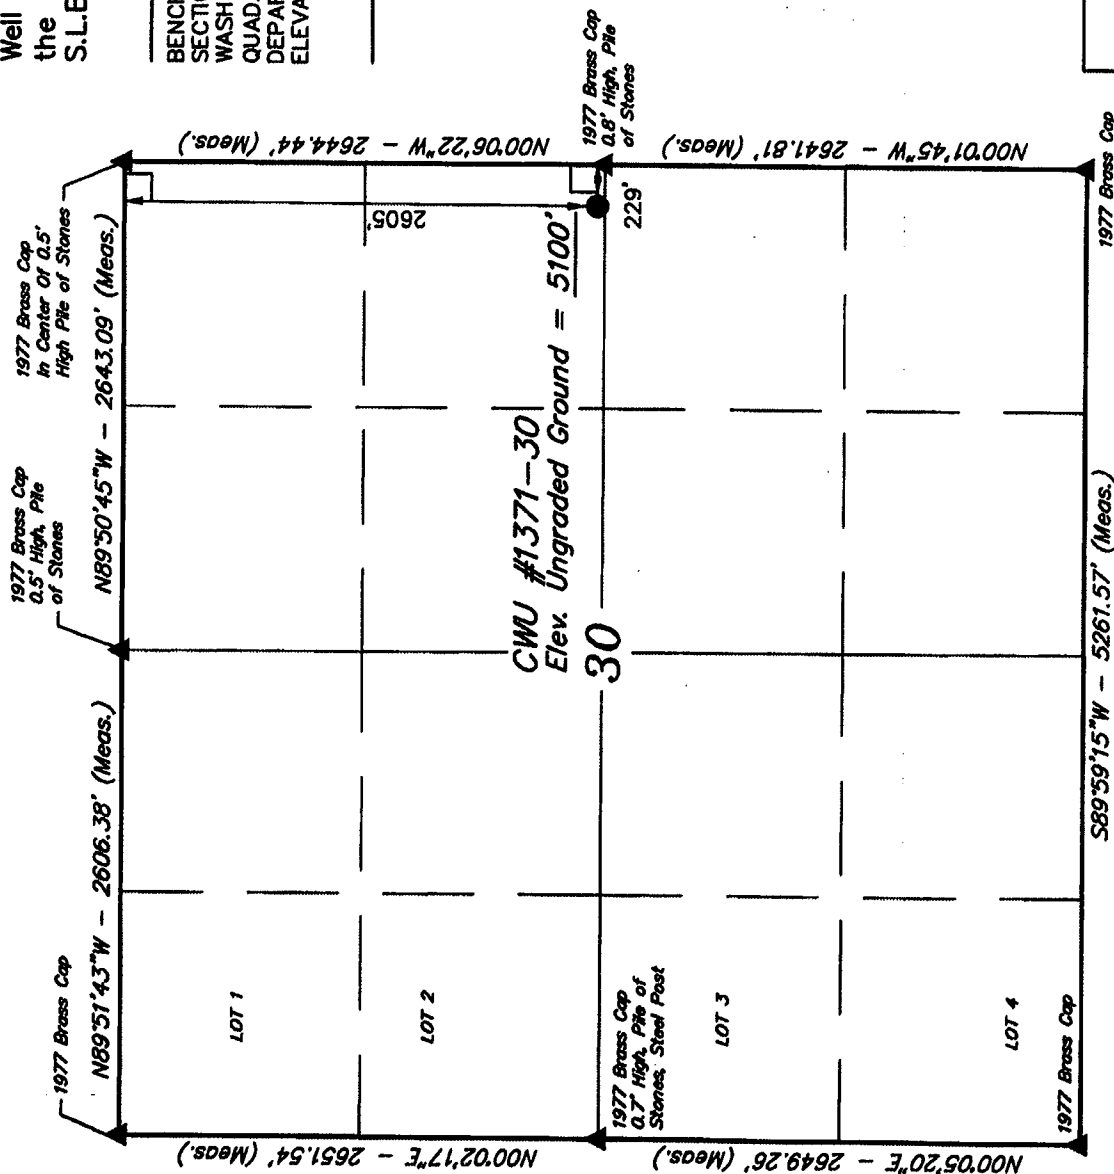 Well
the
S.L.B
BENCH
SECTIO
WASH
QUAD.
DEPAR
ELEVA
1977 Brass Cap
N89°51'43"W - 2606.38' (Meas.)
1977 Brass Cap
0.5' High, Pile
of Stones
N89°50'45"W - 2643.09' (Meas.)
1977 Brass Cap
In Center Of 0.5'
High Pile of Stones
N00°02'17"E - 2651.54' (Meas.)
LOT 1
LOT 2
2605'
N00°06'22"W - 2644.44' (Meas.)
CWU #1371-30
Elev. Ungraded Ground = 5100'
30
229'
1977 Brass Cap
0.8' High, Pile
of Stones
1977 Brass Cap
0.7' High, Pile of
Stones, Steel Post
LOT 3
LOT 4
N00°05'20"E - 2649.26' (Meas.)
N00°01'45"W - 2641.81' (Meas.)
1977 Brass Cap
S89°59'15"W - 5261.57' (Meas.)
1977 Brass Cap